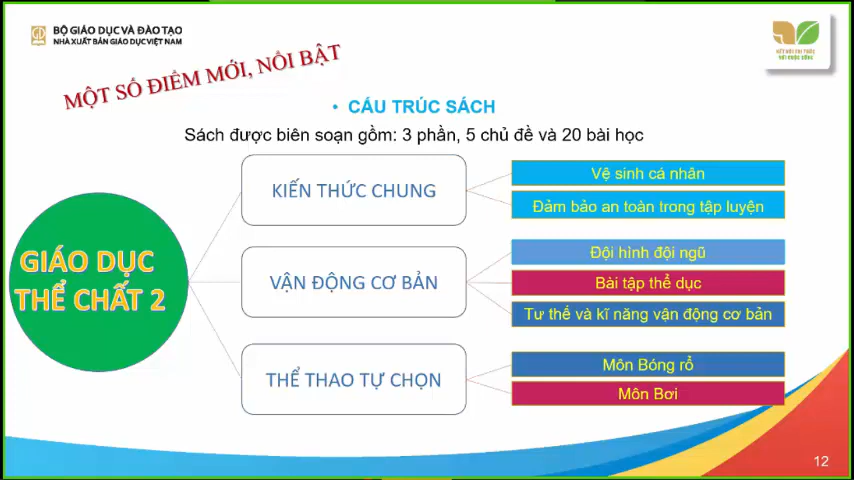 BỘ GIÁO DỤC VÀ ĐÀO TẠO
NHÀ XUẤT BẢN GIÁO DỤC VIỆT NAM
MỘT SỐ ĐIỂM MỚI, NỔI BẬT
• CẤU TRÚC SÁCH
Sách được biên soạn gồm: 3 phần, 5 chủ đề và 20 bài học
GIÁO DỤC
THỂ CHẤT 2
KIẾN THỨC CHUNG
Vệ sinh cá nhân
Đảm bảo an toàn trong tập luyện
VẬN ĐỘNG CƠ BẢN
Đội hình đội ngũ
Bài tập thể dục
Tư thế và kĩ năng vận động cơ bản
THỂ THAO TỰ CHỌN
Môn Bóng rổ
Môn Bơi
12